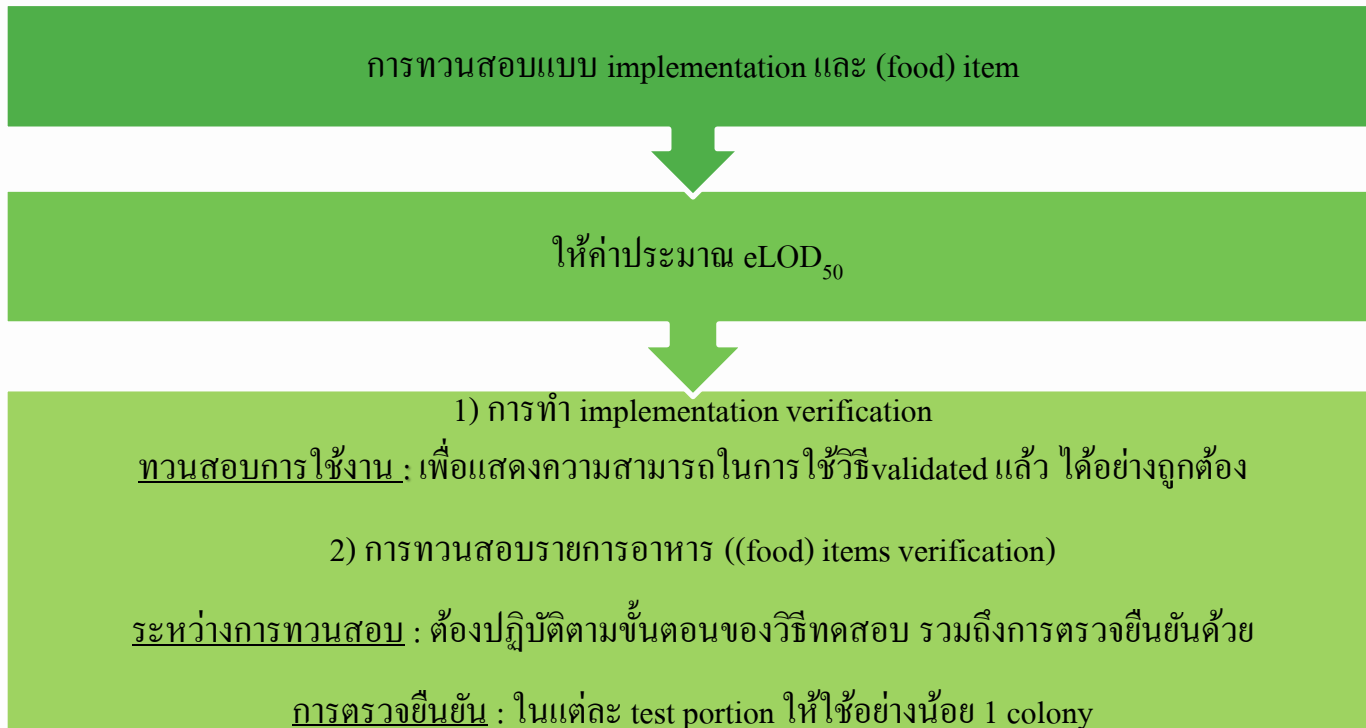 การทวนสอบแบบ implementation และ (food) item
ให้ค่าประมาณ eLOD₅₀
1) การทำ implementation verification
ทวนสอบการใช้งาน : เพื่อแสดงความสามารถในการใช้วิธีvalidated แล้ว ได้อย่างถูกต้อง
2) การทวนสอบรายการอาหาร ((food) items verification)
ระหว่างการทวนสอบ : ต้องปฏิบัติตามขั้นตอนของวิธีทดสอบ รวมถึงการตรวจยืนยันด้วย
การตรวจยืนยัน : ในแต่ละ test portion ให้ใช้อย่างน้อย 1 colony